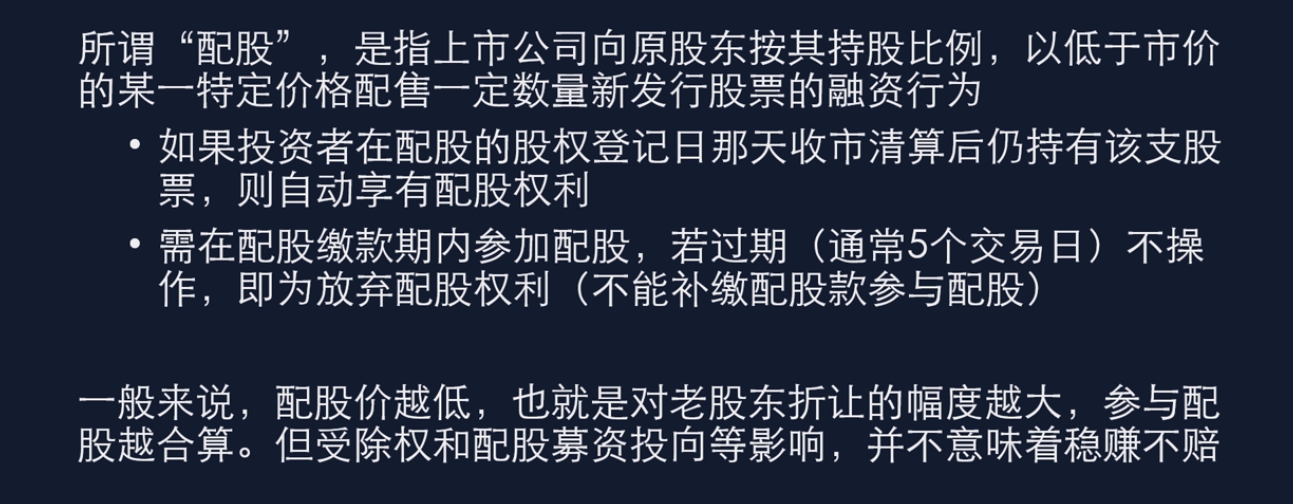 所谓“配股”，是指上市公司向原股东按其持股比例，以低于市价
的某一特定价格配售一定数量新发行股票的融资行为
• 如果投资者在配股的股权登记日那天收市清算后仍持有该支股
票，则自动享有配股权利
• 需在配股缴款期内参加配股，若过期（通常5个交易日）不操
作，即为放弃配股权利（不能补缴配股款参与配股）
一般来说，配股价越低，也就是对老股东折让的幅度越大，参与配
股越合算。但受除权和配股募资投向等影响，并不意味着稳赚不赔